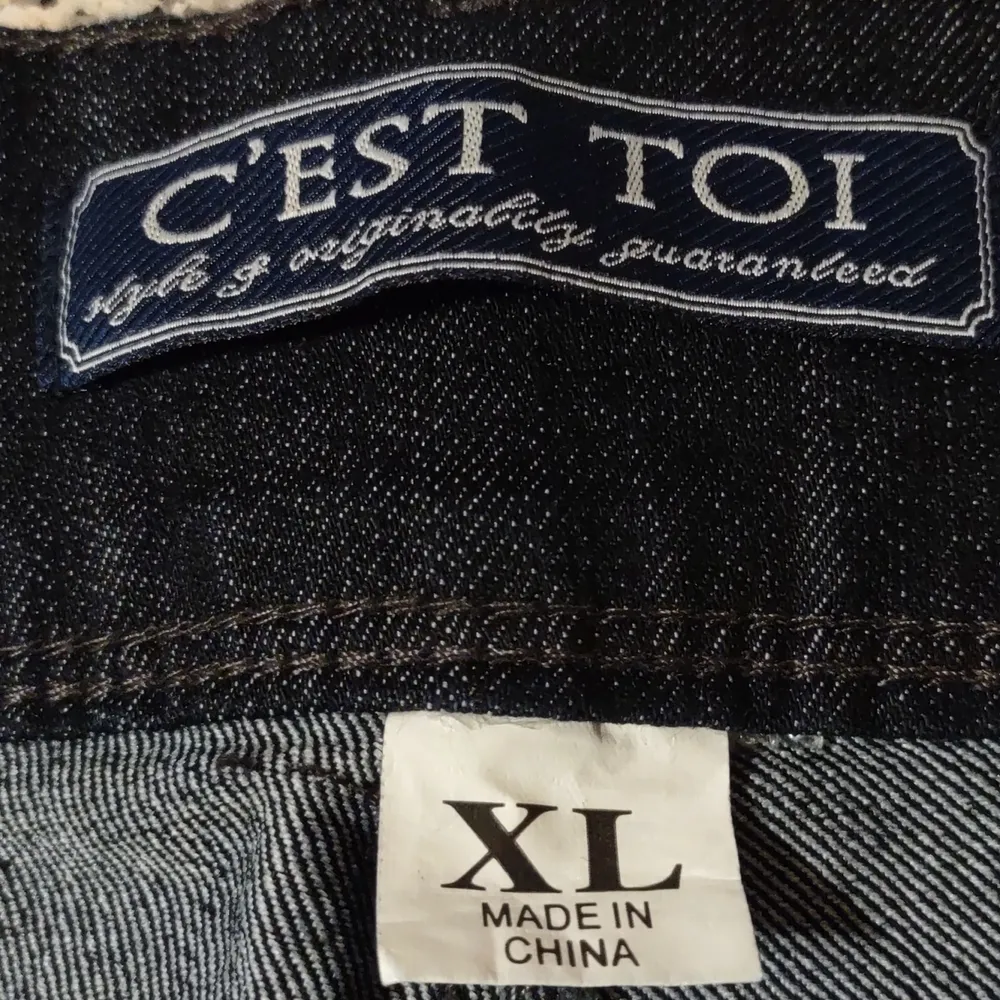 C'EST TOI
style & originality guaranteed
XL
MADE IN
CHINA